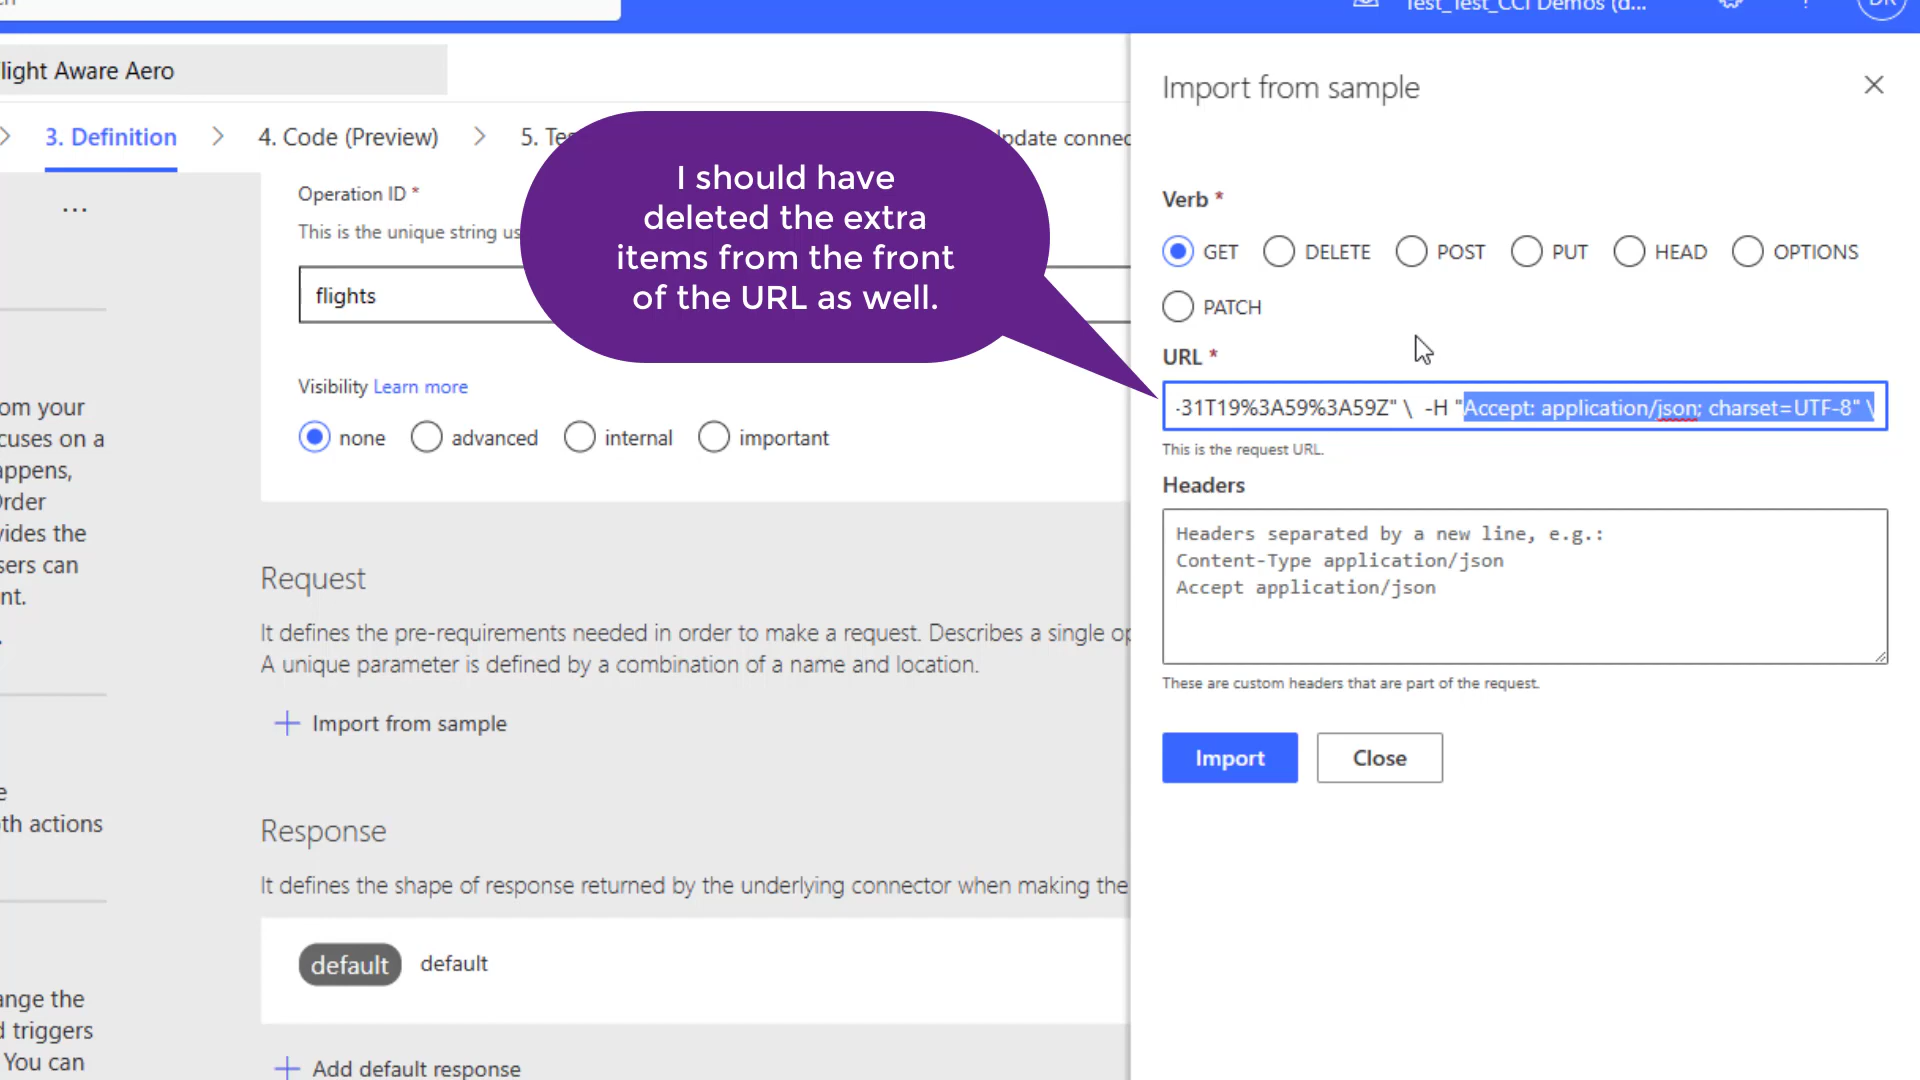 Test_Test_CCI Demos (d...
DR
light Aware Aero
3. Definition
4. Code (Preview)
5. Te
pdate connec
Operation ID *
This is the unique string us
flights
Visibility Learn more
none
advanced
internal
important
I should have
deleted the extra
items from the front
of the URL as well.
om your
cuses on a
appens,
Order
vides the
sers can
nt.
e
th actions
ange the
d triggers
You can
Request
It defines the pre-requirements needed in order to make a request. Describes a single op
A unique parameter is defined by a combination of a name and location.
Import from sample
Response
It defines the shape of response returned by the underlying connector when making the
default
default
Add default response
Import from sample
Verb *
GET
DELETE
POST
PUT
HEAD
OPTIONS
PATCH
URL *
-31T19%3A59%3A59Z" \ -H "Accept: application/json; charset=UTF-8" \
This is the request URL.
Headers
Headers separated by a new line, e.g.:
Content-Type application/json
Accept application/json
These are custom headers that are part of the request.
Import
Close